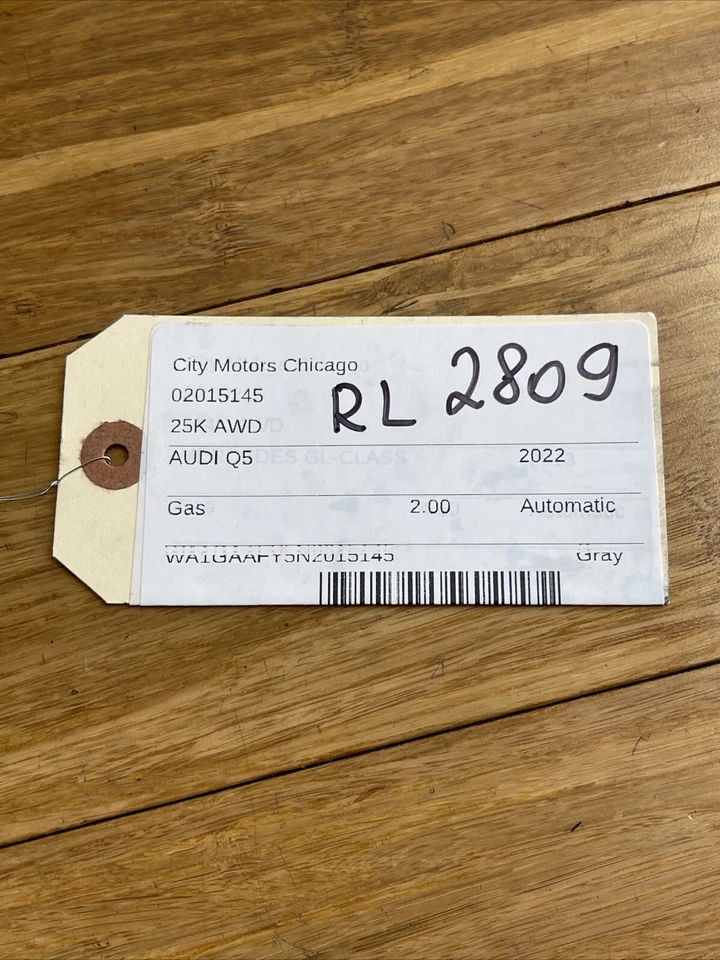 City Motors Chicago
02015145
25K AWD
RL 2809
AUDI Q5 2022
Gas 2.00 Automatic
WA1GAAFY5N2015145 Gray